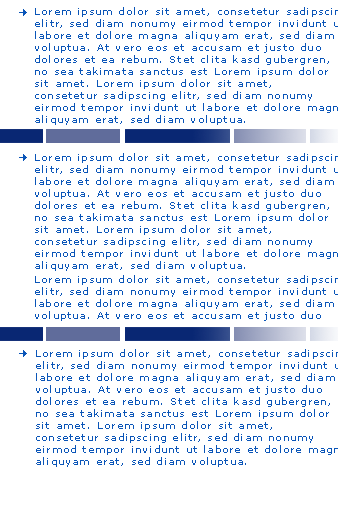 Lorem ipsum dolor sit amet, consetetur sadipscin
elitr, sed diam nonumy eirmod tempor invidunt u
labore et dolore magna aliquyam erat, sed diam
voluptua. At vero eos et accusam et justo duo
dolores et ea rebum. Stet clita kasd gubergren,
no sea takimata sanctus est Lorem ipsum dolor
sit amet. Lorem ipsum dolor sit amet,
consetetur sadipscing elitr, sed diam nonumy
eirmod tempor invidunt ut labore et dolore magn
aliquyam erat, sed diam voluptua.
Lorem ipsum dolor sit amet, consetetur sadipscin
elitr, sed diam nonumy eirmod tempor invidunt u
labore et dolore magna aliquyam erat, sed diam
voluptua. At vero eos et accusam et justo duo
dolores et ea rebum. Stet clita kasd gubergren,
no sea takimata sanctus est Lorem ipsum dolor
sit amet. Lorem ipsum dolor sit amet,
consetetur sadipscing elitr, sed diam nonumy
eirmod tempor invidunt ut labore et dolore magn
aliquyam erat, sed diam voluptua.
Lorem ipsum dolor sit amet, consetetur sadipscin
elitr, sed diam nonumy eirmod tempor invidunt u
labore et dolore magna aliquyam erat, sed diam
voluptua. At vero eos et accusam et justo duo
Lorem ipsum dolor sit amet, consetetur sadipscin
elitr, sed diam nonumy eirmod tempor invidunt u
labore et dolore magna aliquyam erat, sed diam
voluptua. At vero eos et accusam et justo duo
dolores et ea rebum. Stet clita kasd gubergren,
no sea takimata sanctus est Lorem ipsum dolor
sit amet. Lorem ipsum dolor sit amet,
consetetur sadipscing elitr, sed diam nonumy
eirmod tempor invidunt ut labore et dolore magn
aliquyam erat, sed diam voluptua.